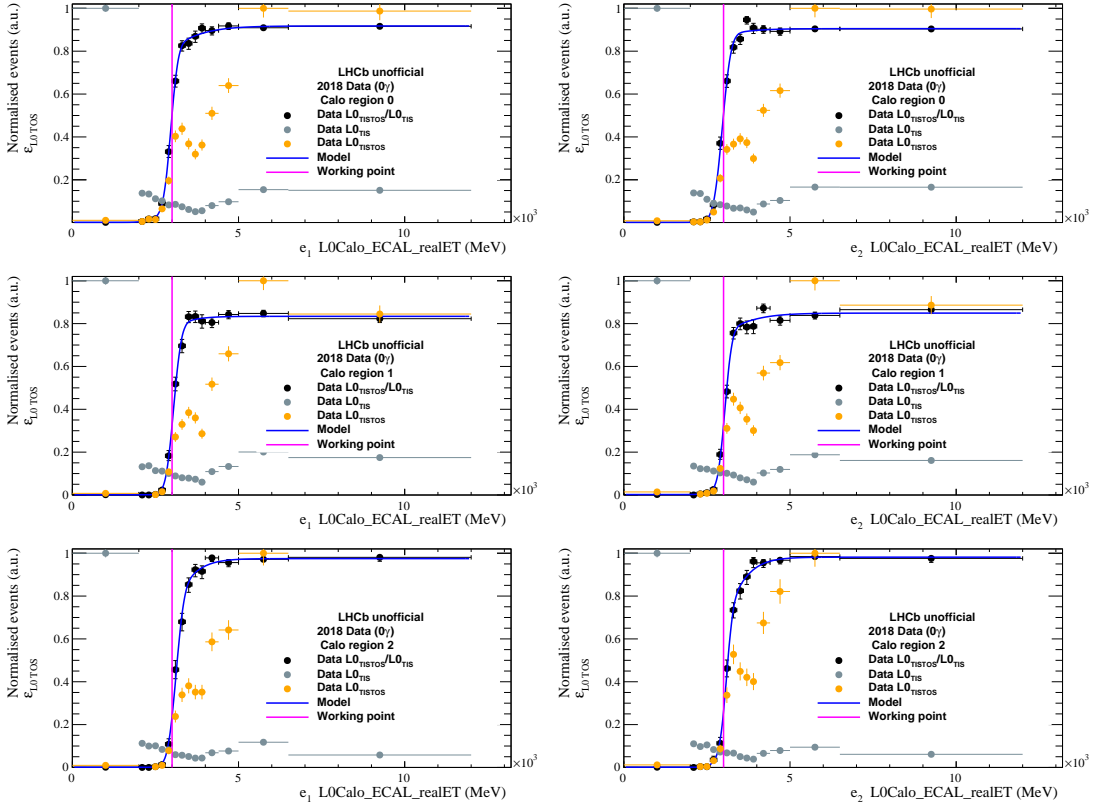 Normalised events (a.u.)
ε_L0 TOS
1
0.8
0.6
0.4
0.2
0
LHCb unofficial
2018 Data (0γ)
Calo region 0
Data L0_TISTOS/L0_TIS
Data L0_TIS
Data L0_TISTOS
Model
Working point
0 5 10
×10³
e₁ L0Calo_ECAL_realET (MeV)
Normalised events (a.u.)
ε_L0 TOS
1
0.8
0.6
0.4
0.2
0
LHCb unofficial
2018 Data (0γ)
Calo region 0
Data L0_TISTOS/L0_TIS
Data L0_TIS
Data L0_TISTOS
Model
Working point
0 5 10
×10³
e₂ L0Calo_ECAL_realET (MeV)
Normalised events (a.u.)
ε_L0 TOS
1
0.8
0.6
0.4
0.2
0
LHCb unofficial
2018 Data (0γ)
Calo region 1
Data L0_TISTOS/L0_TIS
Data L0_TIS
Data L0_TISTOS
Model
Working point
0 5 10
×10³
e₁ L0Calo_ECAL_realET (MeV)
Normalised events (a.u.)
ε_L0 TOS
1
0.8
0.6
0.4
0.2
0
LHCb unofficial
2018 Data (0γ)
Calo region 1
Data L0_TISTOS/L0_TIS
Data L0_TIS
Data L0_TISTOS
Model
Working point
0 5 10
×10³
e₂ L0Calo_ECAL_realET (MeV)
Normalised events (a.u.)
ε_L0 TOS
1
0.8
0.6
0.4
0.2
0
LHCb unofficial
2018 Data (0γ)
Calo region 2
Data L0_TISTOS/L0_TIS
Data L0_TIS
Data L0_TISTOS
Model
Working point
0 5 10
×10³
e₁ L0Calo_ECAL_realET (MeV)
Normalised events (a.u.)
ε_L0 TOS
1
0.8
0.6
0.4
0.2
0
LHCb unofficial
2018 Data (0γ)
Calo region 2
Data L0_TISTOS/L0_TIS
Data L0_TIS
Data L0_TISTOS
Model
Working point
0 5 10
×10³
e₂ L0Calo_ECAL_realET (MeV)